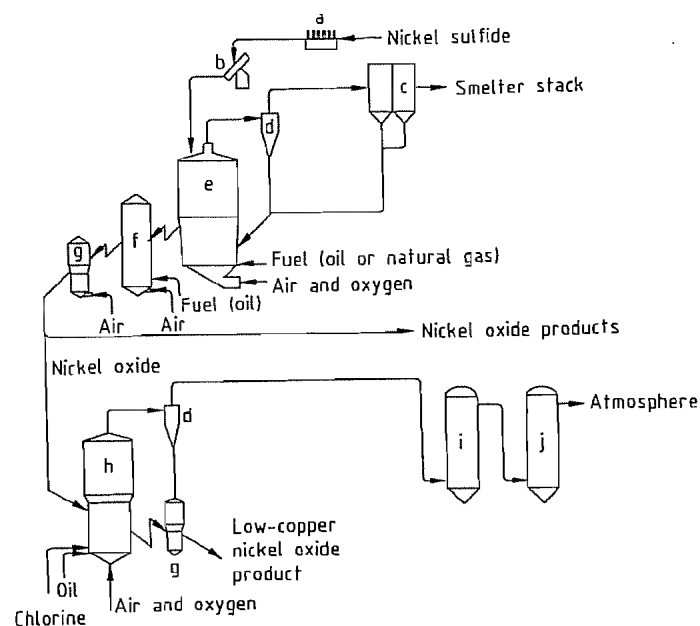 a
Nickel sulfide
b
c
Smelter stack
d
e
f
g
Fuel (oil or natural gas)
Air and oxygen
Fuel (oil)
Air
Air
Nickel oxide products
Nickel oxide
d
Atmosphere
h
i
j
Low-copper
nickel oxide
product
g
Oil
Air and oxygen
Chlorine